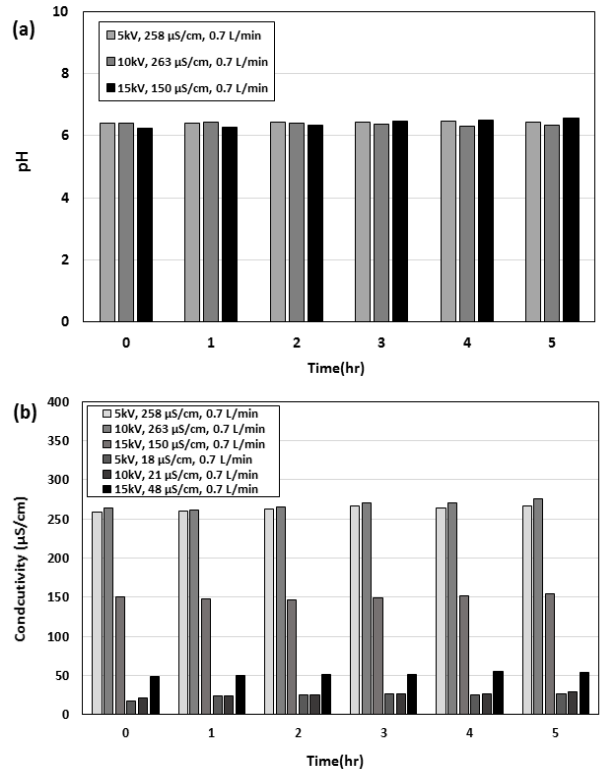 (a)
10
8
6
4
2
0
pH
5kV, 258 µS/cm, 0.7 L/min
10kV, 263 µS/cm, 0.7 L/min
15kV, 150 µS/cm, 0.7 L/min
0 1 2 3 4 5
Time(hr)
(b)
400
350
300
250
200
150
100
50
0
Condcutivity (µS/cm)
5kV, 258 µS/cm, 0.7 L/min
10kV, 263 µS/cm, 0.7 L/min
15kV, 150 µS/cm, 0.7 L/min
5kV, 18 µS/cm, 0.7 L/min
10kV, 21 µS/cm, 0.7 L/min
15kV, 48 µS/cm, 0.7 L/min
0 1 2 3 4 5
Time(hr)